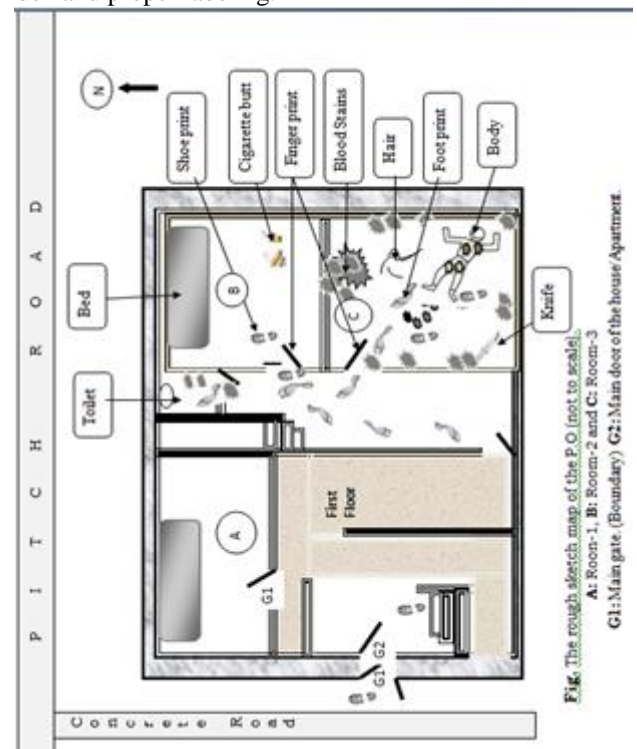 PITCH ROAD
Concrete Road
N
Toilet
Bed
Shoe print
Cigarette butt
Finger print
Blood Stains
Hair
Foot print
Body
Knife
A
B
C
First
Floor
G1
G2
G1
Fig. The rough sketch map of the P.O (not to scale).
A: Roon-1, B: Room-2 and C: Room-3
G1: Main gate. (Boundary) G2: Main door of the house/Apartment.